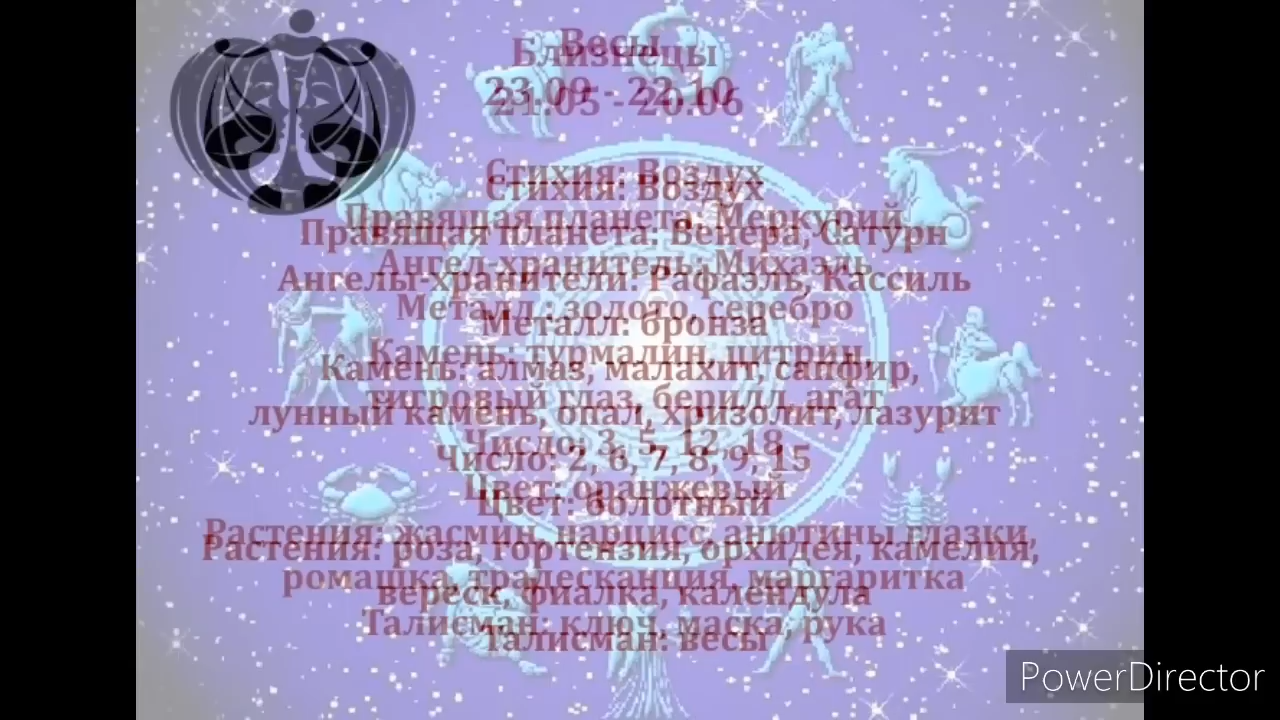 Весы
23.09 - 22.10
Стихия: Воздух
Правящая планета: Венера, Сатурн
Ангелы-хранители: Рафаэль, Кассиль
Металл: бронза
Камень: алмаз, малахит, сапфир,
лунный камень, опал, хризолит, лазурит
Число: 2, 6, 7, 8, 9, 15
Цвет: болотный
Растения: роза, гортензия, орхидея, камелия,
вереск, фиалка, календула
Талисман: весы
Близнецы
21.05 - 20.06
Стихия: Воздух
Правящая планета: Меркурий
Ангел-хранитель: Михаэль
Металл: золото, серебро
Камень: турмалин, цитрин,
тигровый глаз, берилл, агат
Число: 3, 5, 12, 18
Цвет: оранжевый
Растения: жасмин, нарцисс, анютины глазки,
ромашка, традесканция, маргаритка
Талисман: ключ, маска, рука
PowerDirector